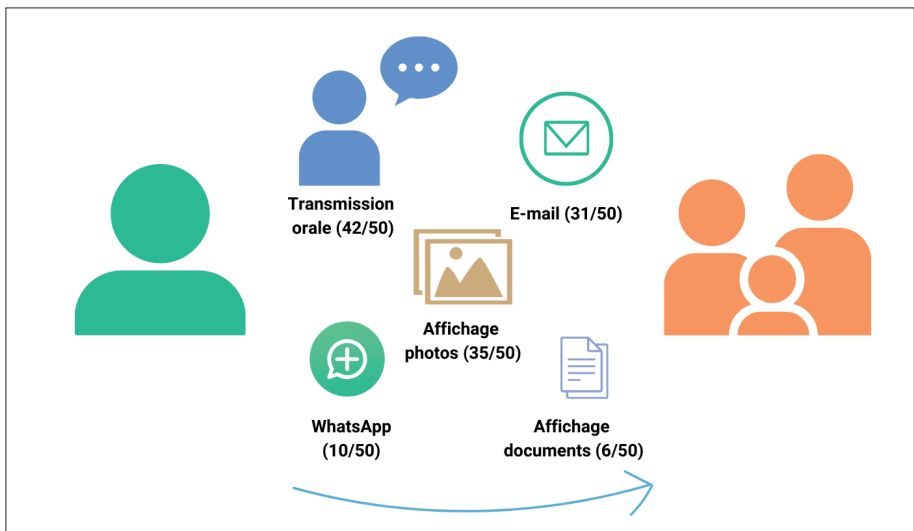 Transmission
orale (42/50)
E-mail (31/50)
Affichage
photos (35/50)
WhatsApp
(10/50)
Affichage
documents (6/50)